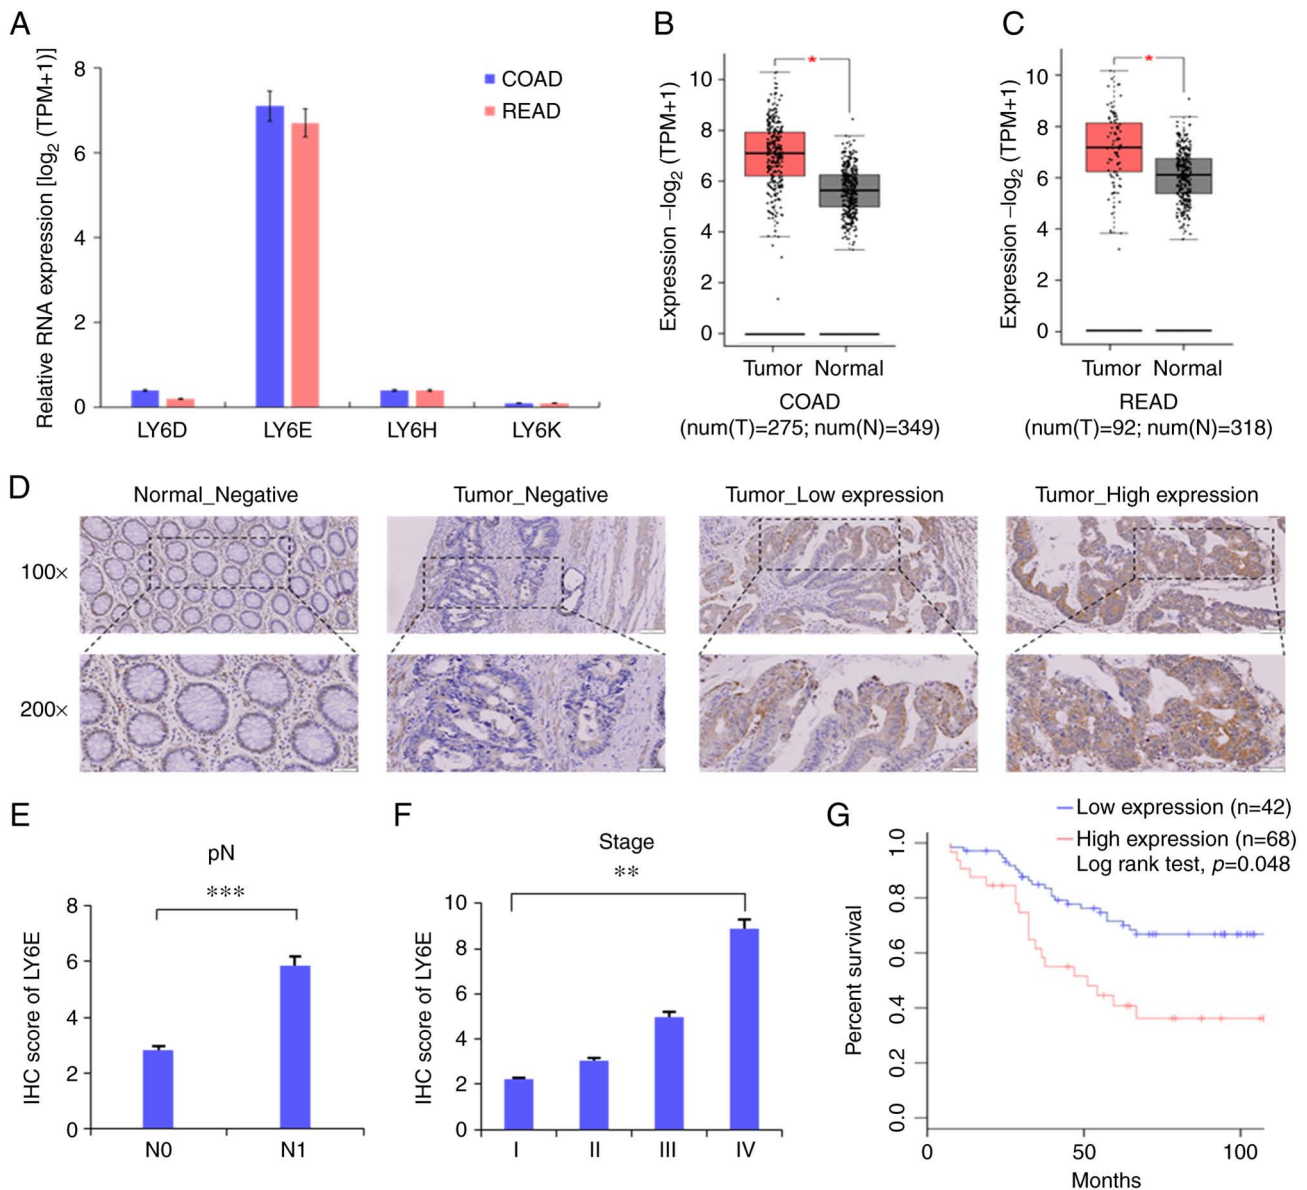 A
Relative RNA expression [log2 (TPM+1)]
8
6
4
2
0
COAD
READ
LY6D
LY6E
LY6H
LY6K
B
Expression –log2 (TPM+1)
10
8
6
4
2
0
*
Tumor
Normal
COAD
(num(T)=275; num(N)=349)
C
Expression –log2 (TPM+1)
10
8
6
4
2
0
*
Tumor
Normal
READ
(num(T)=92; num(N)=318)
D
Normal_Negative
Tumor_Negative
Tumor_Low expression
Tumor_High expression
100×
200×
E
pN
***
IHC score of LY6E
8
6
4
2
0
N0
N1
F
Stage
**
IHC score of LY6E
10
8
6
4
2
0
I
II
III
IV
G
Low expression (n=42)
High expression (n=68)
Log rank test, p=0.048
Percent survival
1.0
0.8
0.6
0.4
0.2
0.0
0
50
100
Months